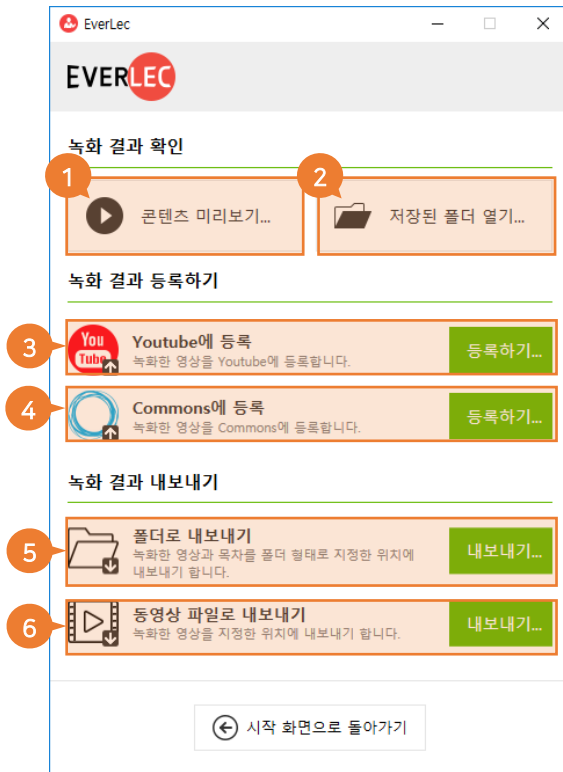 EverLec
EVERLEC
녹화 결과 확인
1
2
콘텐츠 미리보기...
저장된 폴더 열기...
녹화 결과 등록하기
3
You
Tube
Youtube에 등록
녹화한 영상을 Youtube에 등록합니다.
등록하기...
4
Commons에 등록
녹화한 영상을 Commons에 등록합니다.
등록하기...
녹화 결과 내보내기
5
폴더로 내보내기
녹화한 영상과 목차를 폴더 형태로 지정한 위치에
내보내기 합니다.
내보내기...
6
동영상 파일로 내보내기
녹화한 영상을 지정한 위치에 내보내기 합니다.
내보내기...
시작 화면으로 돌아가기